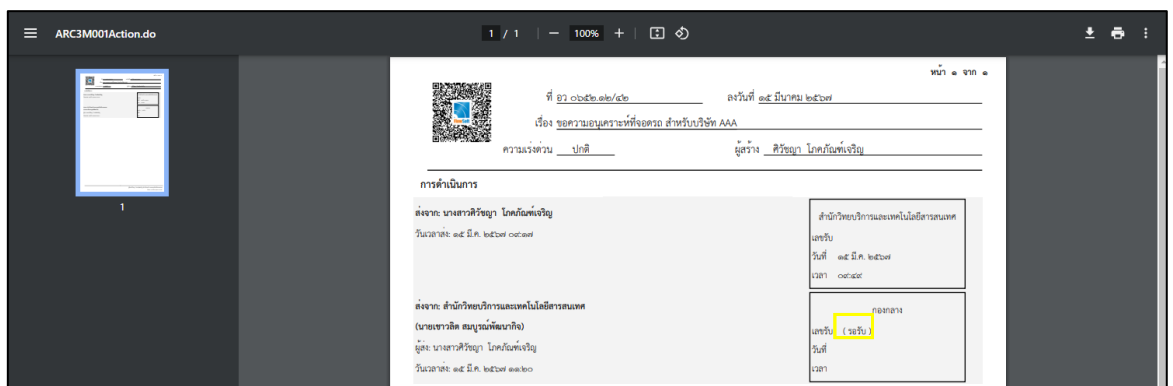 ARC3M001Action.do
1 / 1
100%
1
หน้า ๑ จาก ๑
ที่ อว ๐๖๕๒.๑๒/๔๒ ลงวันที่ ๑๕ มีนาคม ๒๕๖๗
เรื่อง ขอความอนุเคราะห์ที่จอดรถ สำหรับบริษัท AAA
ความเร่งด่วน ปกติ ผู้สร้าง ศิวัชญา โภคภัณฑ์เจริญ
การดำเนินการ
ส่งจาก: นางสาวศิวัชญา โภคภัณฑ์เจริญ
วันเวลาส่ง: ๑๕ มี.ค. ๒๕๖๗ ๐๙:๑๗
สำนักวิทยบริการและเทคโนโลยีสารสนเทศ
เลขรับ
วันที่ ๑๕ มี.ค. ๒๕๖๗
เวลา ๐๙:๔๙
ส่งจาก: สำนักวิทยบริการและเทคโนโลยีสารสนเทศ
(นายเชาวลิต สมบูรณ์พัฒนากิจ)
ผู้ส่ง: นางสาวศิวัชญา โภคภัณฑ์เจริญ
วันเวลาส่ง: ๑๕ มี.ค. ๒๕๖๗ ๑๑:๒๐
กองกลาง
เลขรับ ( รอรับ )
วันที่
เวลา